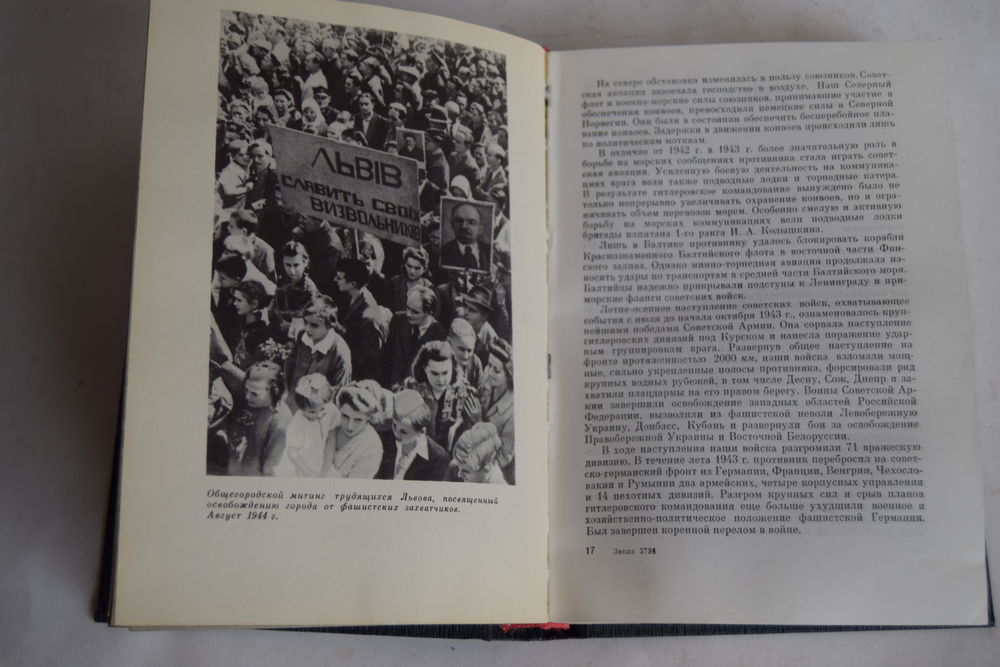 ЛЬВІВ
СЛАВИТЬ СВОЇХ
ВИЗВОЛЬНИКІВ
Общегородской митинг трудящихся Львова, посвященный
освобождению города от фашистских захватчиков.
Август 1944 г.
На севере обстановка изменилась в пользу союзников. Совет-
ская авиация завоевала господство в воздухе. Наш Северный
флот и военно-морские силы союзников, принимавшие участие в
обеспечении конвоев, превосходили немецкие силы в Северной
Норвегии. Они были в состоянии обеспечить бесперебойное пла-
вание конвоев. Задержки в движении конвоев происходили лишь
по политическим мотивам.
В отличие от 1942 г. в 1943 г. более значительную роль в
борьбе на морских сообщениях противника стала играть совет-
ская авиация. Усиленную боевую деятельность на коммуника-
циях врага вели также подводные лодки и торпедные катера.
В результате гитлеровское командование вынуждено было не
только непрерывно увеличивать охранение конвоев, но и огра-
ничивать объем перевозок морем. Особенно смелую и активную
борьбу на морских коммуникациях вели подводные лодки
бригады капитана 1-го ранга И. А. Колышкина.
Лишь в Балтике противнику удалось блокировать корабли
Краснознаменного Балтийского флота в восточной части Фин-
ского залива. Однако минно-торпедная авиация продолжала на-
носить удары по транспортам в средней части Балтийского моря.
Балтийцы надежно прикрывали подступы к Ленинграду и при-
морские фланги советских войск.
Летне-осеннее наступление советских войск, охватывающее
события с июля до начала октября 1943 г., ознаменовалось круп-
нейшими победами Советской Армии. Она сорвала наступление
гитлеровских дивизий под Курском и нанесла поражение удар-
ным группировкам врага. Развернув общее наступление на
фронте протяженностью 2000 км, наши войска взломали мощ-
ные, сильно укрепленные полосы противника, форсировали ряд
крупных водных рубежей, в том числе Десну, Сож, Днепр и за-
хватили плацдармы на его правом берегу. Воины Советской Ар-
мии завершили освобождение западных областей Российской
Федерации, вызволили из фашистской неволи Левобережную
Украину, Донбасс, Кубань и развернули бои за освобождение
Правобережной Украины и Восточной Белоруссии.
В ходе наступления наши войска разгромили 74 вражескую
дивизию. В течение лета 1943 г. противник перебросил на совет-
ско-германский фронт из Германии, Франции, Венгрии, Чехосло-
вакии и Румынии два армейских, четыре корпусных управления
и 14 пехотных дивизий. Разгром крупных сил и срыв планов
гитлеровского командования еще больше ухудшили военное и
хозяйственно-политическое положение фашистской Германии.
Был завершен коренной перелом в войне.
17 Заказ 3798